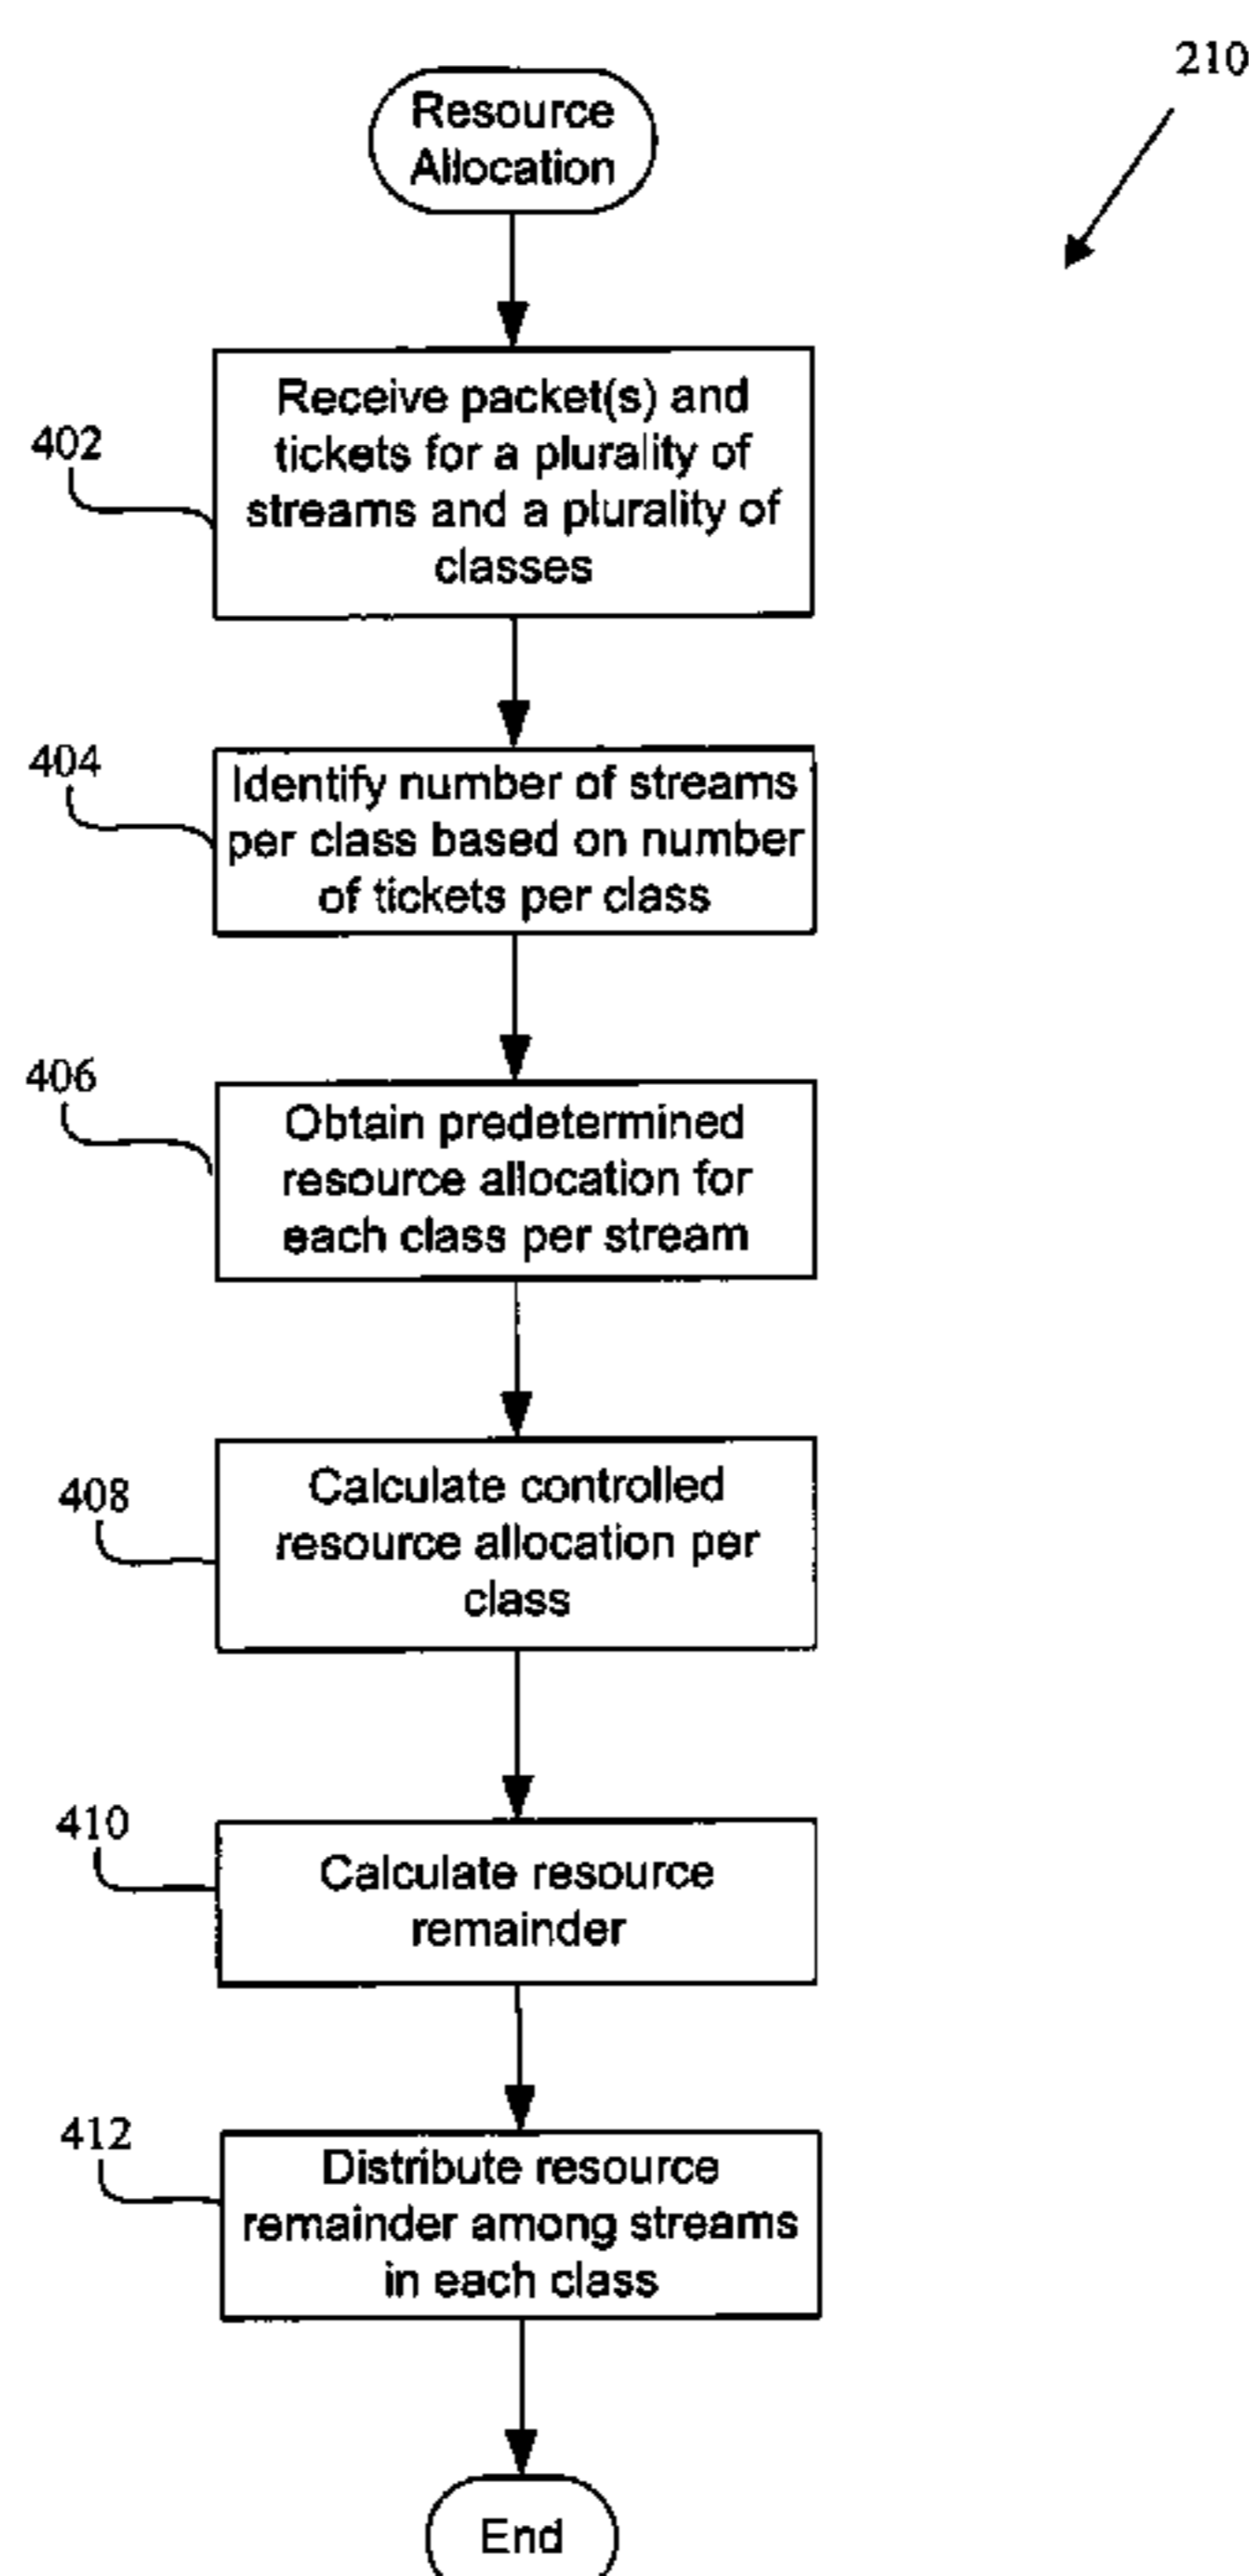 210
Resource
Allocation
402
Receive packet(s) and
tickets for a plurality of
streams and a plurality of
classes
404
Identify number of streams
per class based on number
of tickets per class
406
Obtain predetermined
resource allocation for
each class per stream
408
Calculate controlled
resource allocation per
class
410
Calculate resource
remainder
412
Distribute resource
remainder among streams
in each class
End